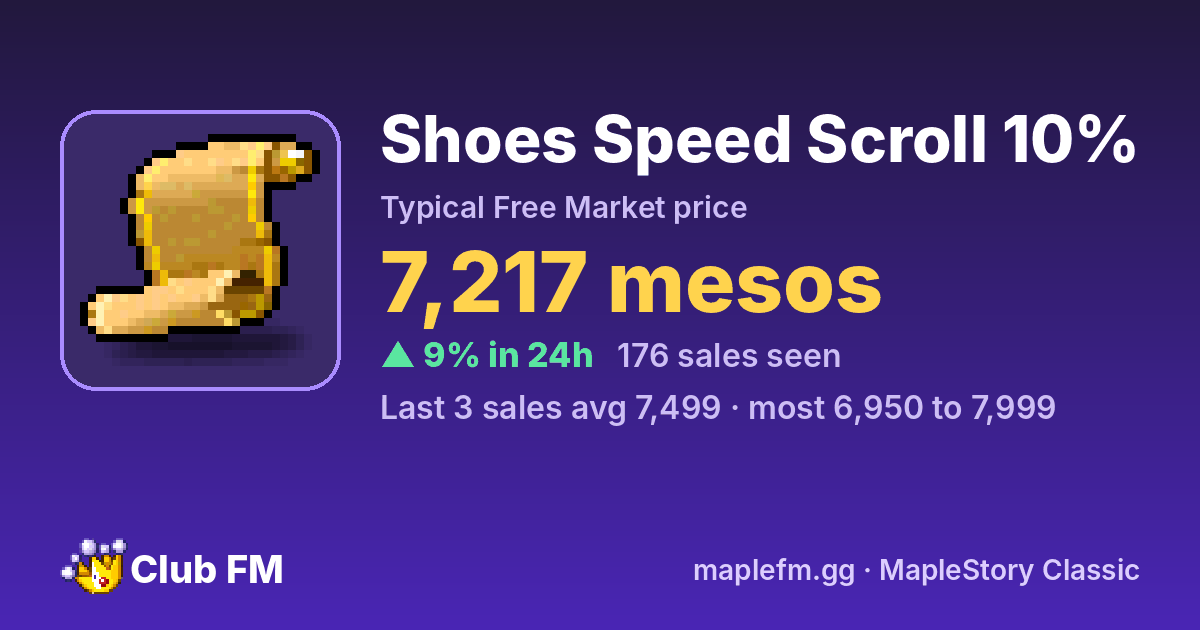 Shoes Speed Scroll 10%
Typical Free Market price
7,217 mesos
▲ 9% in 24h 176 sales seen
Last 3 sales avg 7,499 · most 6,950 to 7,999
Club FM
maplefm.gg · MapleStory Classic